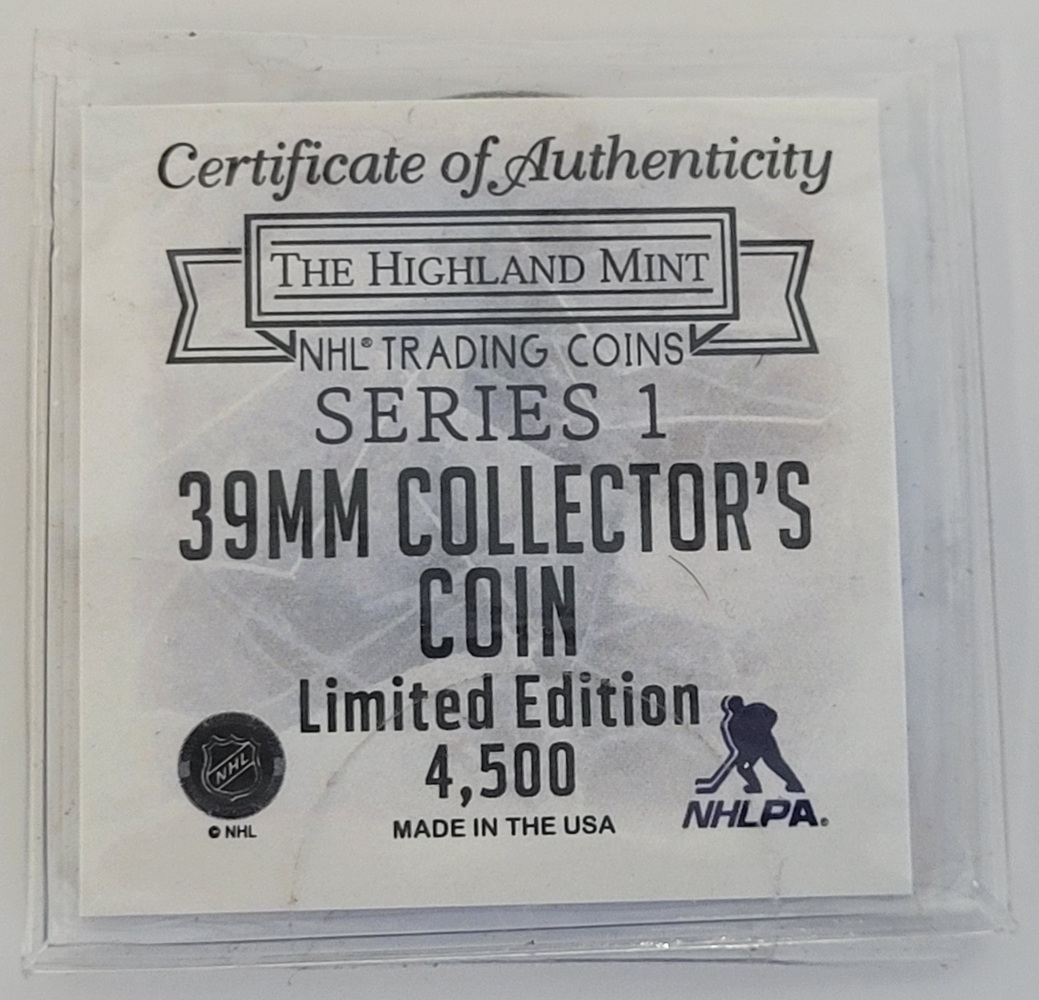 Certificate of Authenticity
THE HIGHLAND MINT
NHL® TRADING COINS
SERIES 1
39MM COLLECTOR'S
COIN
Limited Edition
4,500
MADE IN THE USA
NHL
© NHL
NHLPA®